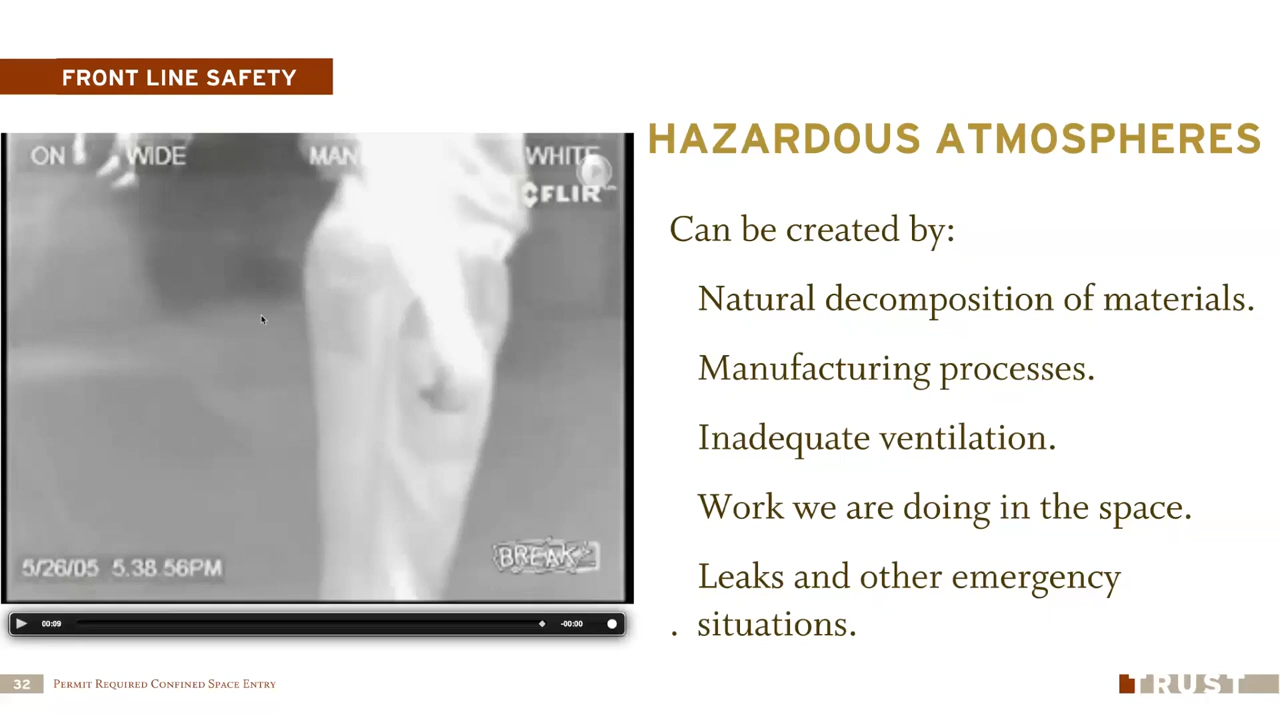 FRONT LINE SAFETY
HAZARDOUS ATMOSPHERES
ON WIDE MAN WHITE
FLIR
Can be created by:
Natural decomposition of materials.
Manufacturing processes.
Inadequate ventilation.
Work we are doing in the space.
Leaks and other emergency
. situations.
5/26/05 5.38.56PM
BREAK
00:09 -00:00
32 Permit Required Confined Space Entry
TRUST